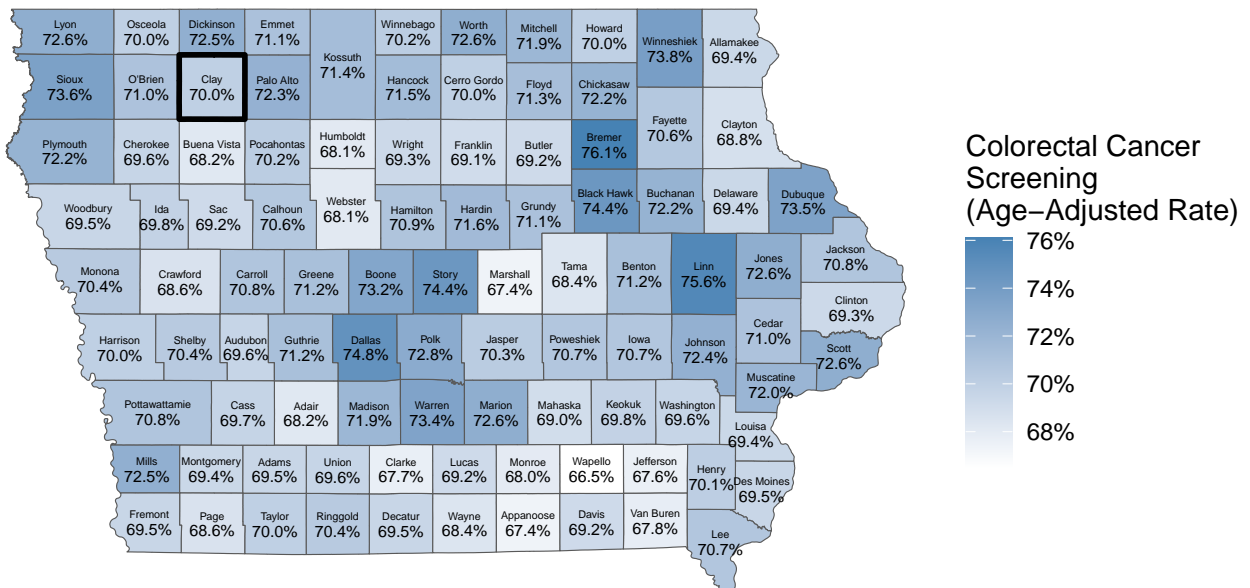 Lyon
72.6%
Osceola
70.0%
Dickinson
72.5%
Emmet
71.1%
Kossuth
71.4%
Winnebago
70.2%
Worth
72.6%
Mitchell
71.9%
Howard
70.0%
Winneshiek
73.8%
Allamakee
69.4%
Sioux
73.6%
O'Brien
71.0%
Clay
70.0%
Palo Alto
72.3%
Hancock
71.5%
Cerro Gordo
70.0%
Floyd
71.3%
Chickasaw
72.2%
Fayette
70.6%
Clayton
68.8%
Plymouth
72.2%
Cherokee
69.6%
Buena Vista
68.2%
Pocahontas
70.2%
Humboldt
68.1%
Wright
69.3%
Franklin
69.1%
Butler
69.2%
Bremer
76.1%
Woodbury
69.5%
Ida
69.8%
Sac
69.2%
Calhoun
70.6%
Webster
68.1%
Hamilton
70.9%
Hardin
71.6%
Grundy
71.1%
Black Hawk
74.4%
Buchanan
72.2%
Delaware
69.4%
Dubuque
73.5%
Monona
70.4%
Crawford
68.6%
Carroll
70.8%
Greene
71.2%
Boone
73.2%
Story
74.4%
Marshall
67.4%
Tama
68.4%
Benton
71.2%
Linn
75.6%
Jones
72.6%
Jackson
70.8%
Clinton
69.3%
Harrison
70.0%
Shelby
70.4%
Audubon
69.6%
Guthrie
71.2%
Dallas
74.8%
Polk
72.8%
Jasper
70.3%
Poweshiek
70.7%
Iowa
70.7%
Johnson
72.4%
Cedar
71.0%
Scott
72.6%
Muscatine
72.0%
Pottawattamie
70.8%
Cass
69.7%
Adair
68.2%
Madison
71.9%
Warren
73.4%
Marion
72.6%
Mahaska
69.0%
Keokuk
69.8%
Washington
69.6%
Louisa
69.4%
Mills
72.5%
Montgomery
69.4%
Adams
69.5%
Union
69.6%
Clarke
67.7%
Lucas
69.2%
Monroe
68.0%
Wapello
66.5%
Jefferson
67.6%
Henry
70.1%
Des Moines
69.5%
Fremont
69.5%
Page
68.6%
Taylor
70.0%
Ringgold
70.4%
Decatur
69.5%
Wayne
68.4%
Appanoose
67.4%
Davis
69.2%
Van Buren
67.8%
Lee
70.7%
Colorectal Cancer
Screening
(Age−Adjusted Rate)
76%
74%
72%
70%
68%